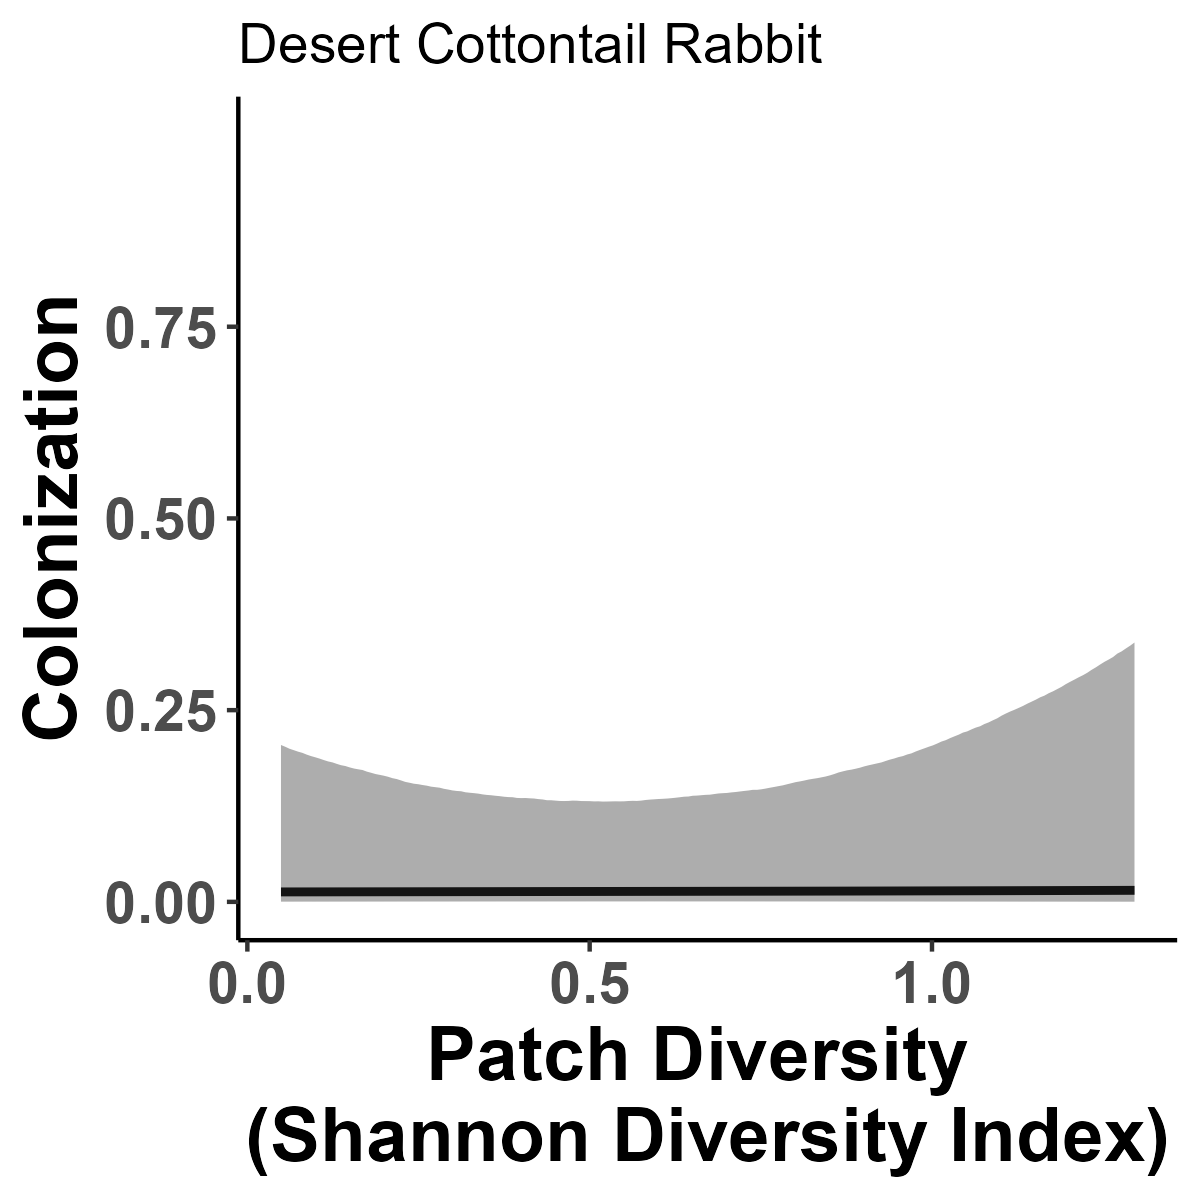 Desert Cottontail Rabbit
Colonization
0.75
0.50
0.25
0.00
0.0 0.5 1.0
Patch Diversity
(Shannon Diversity Index)